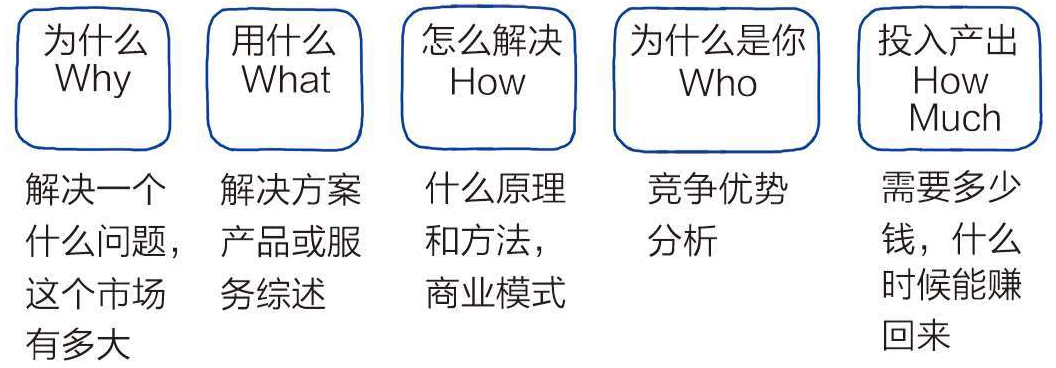 为什么
Why
解决一个
什么问题，
这个市场
有多大
用什么
What
解决方案
产品或服
务综述
怎么解决
How
什么原理
和方法，
商业模式
为什么是你
Who
竞争优势
分析
投入产出
How
Much
需要多少
钱，什么
时候能赚
回来